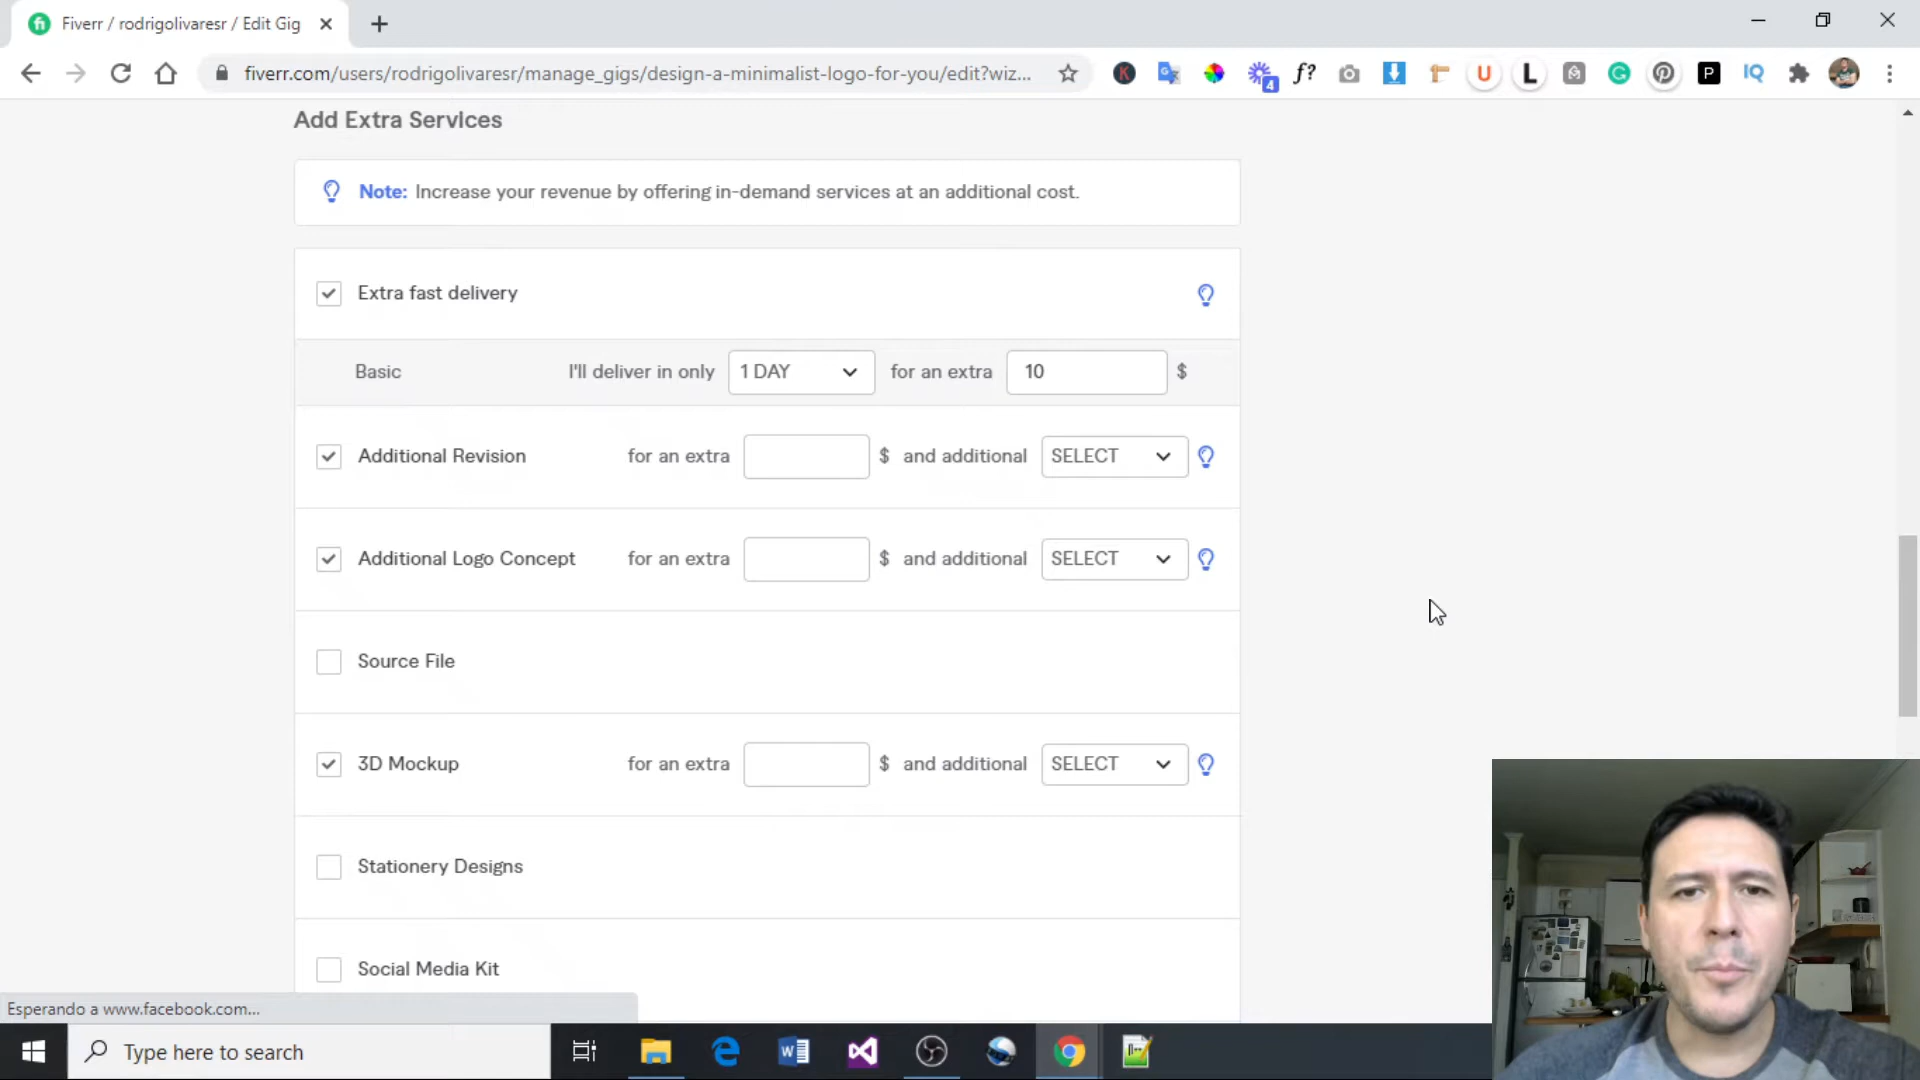 Fiverr / rodrigolivaresr / Edit Gig
fiverr.com/users/rodrigolivaresr/manage_gigs/design-a-minimalist-logo-for-you/edit?wiz...
K
4
f?
U
L
P
IQ
Add Extra Services
Note: Increase your revenue by offering in-demand services at an additional cost.
Extra fast delivery
Basic I'll deliver in only 1 DAY for an extra 10 $
Additional Revision for an extra $ and additional SELECT
Additional Logo Concept for an extra $ and additional SELECT
Source File
3D Mockup for an extra $ and additional SELECT
Stationery Designs
Social Media Kit
Esperando a www.facebook.com...
Type here to search